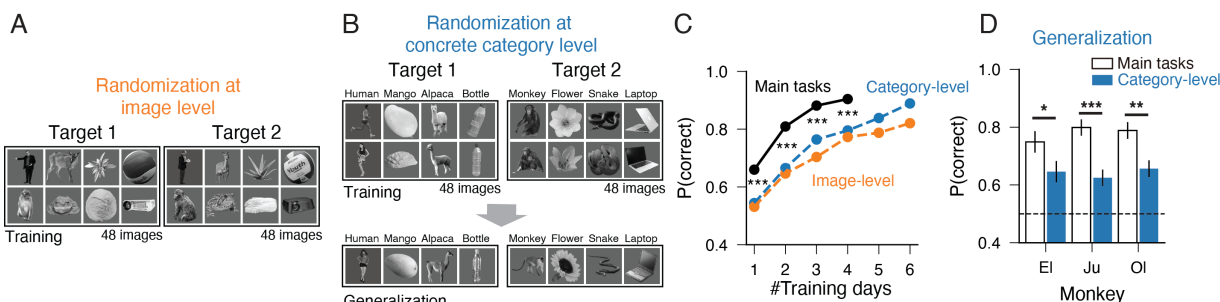 A
Randomization at
image level
Target 1
Target 2
Training
48 images
48 images
B
Randomization at
concrete category level
Target 1
Target 2
Human Mango Alpaca Bottle
Monkey Flower Snake Laptop
Training
48 images
48 images
Human Mango Alpaca Bottle
Monkey Flower Snake Laptop
Generalization
C
1.0
0.8
0.6
0.4
P(correct)
Main tasks
Category-level
Image-level
***
***
***
***
1 2 3 4 5 6
#Training days
D
Generalization
Main tasks
Category-level
1.0
0.8
0.6
0.4
P(correct)
*
***
**
El Ju Ol
Monkey